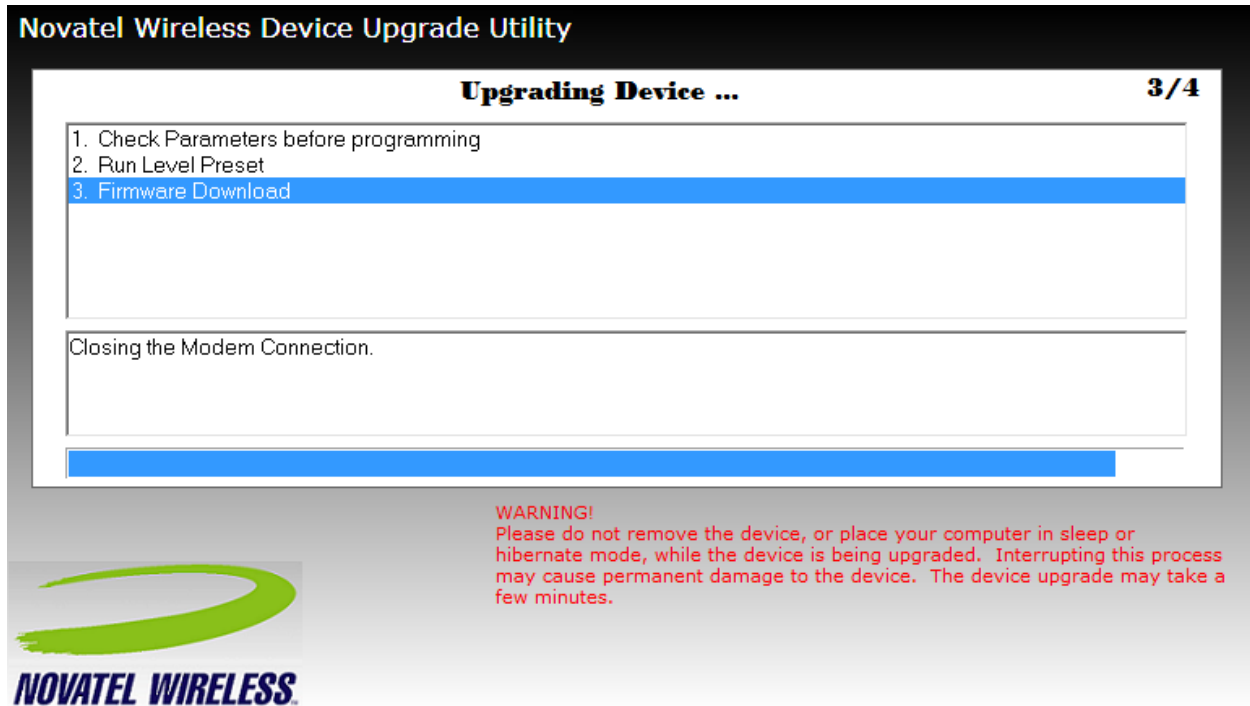 Novatel Wireless Device Upgrade Utility
Upgrading Device ...
3/4
1. Check Parameters before programming
2. Run Level Preset
3. Firmware Download
Closing the Modem Connection.
WARNING!
Please do not remove the device, or place your computer in sleep or
hibernate mode, while the device is being upgraded.  Interrupting this process
may cause permanent damage to the device.  The device upgrade may take a
few minutes.
NOVATEL WIRELESS.